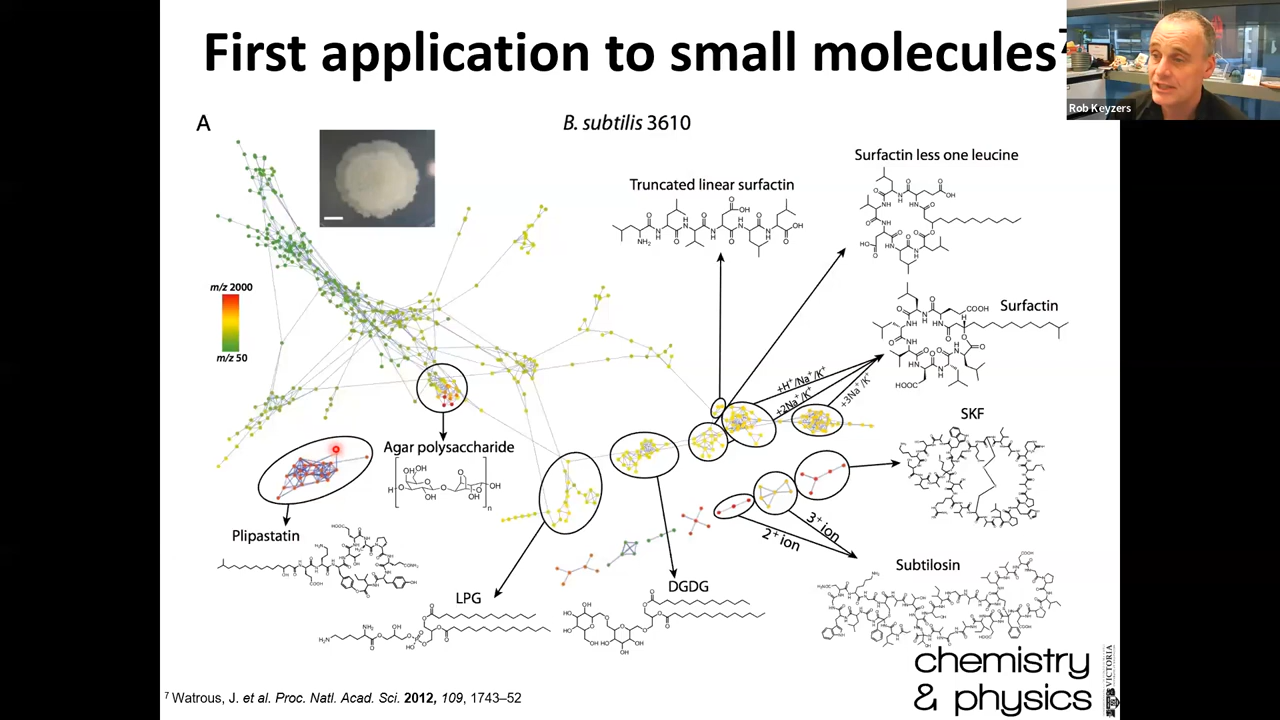 First application to small molecules7
Rob Keyzers
A
B. subtilis 3610
Surfactin less one leucine
Truncated linear surfactin
m/z 2000
m/z 50
Surfactin
+H+/Na+/K+
+2Na+/K+
+3Na+/K+
SKF
Agar polysaccharide
Plipastatin
3+ ion
2+ ion
Subtilosin
LPG
DGDG
chemistry
& physics
VICTORIA
7 Watrous, J. et al. Proc. Natl. Acad. Sci. 2012, 109, 1743–52